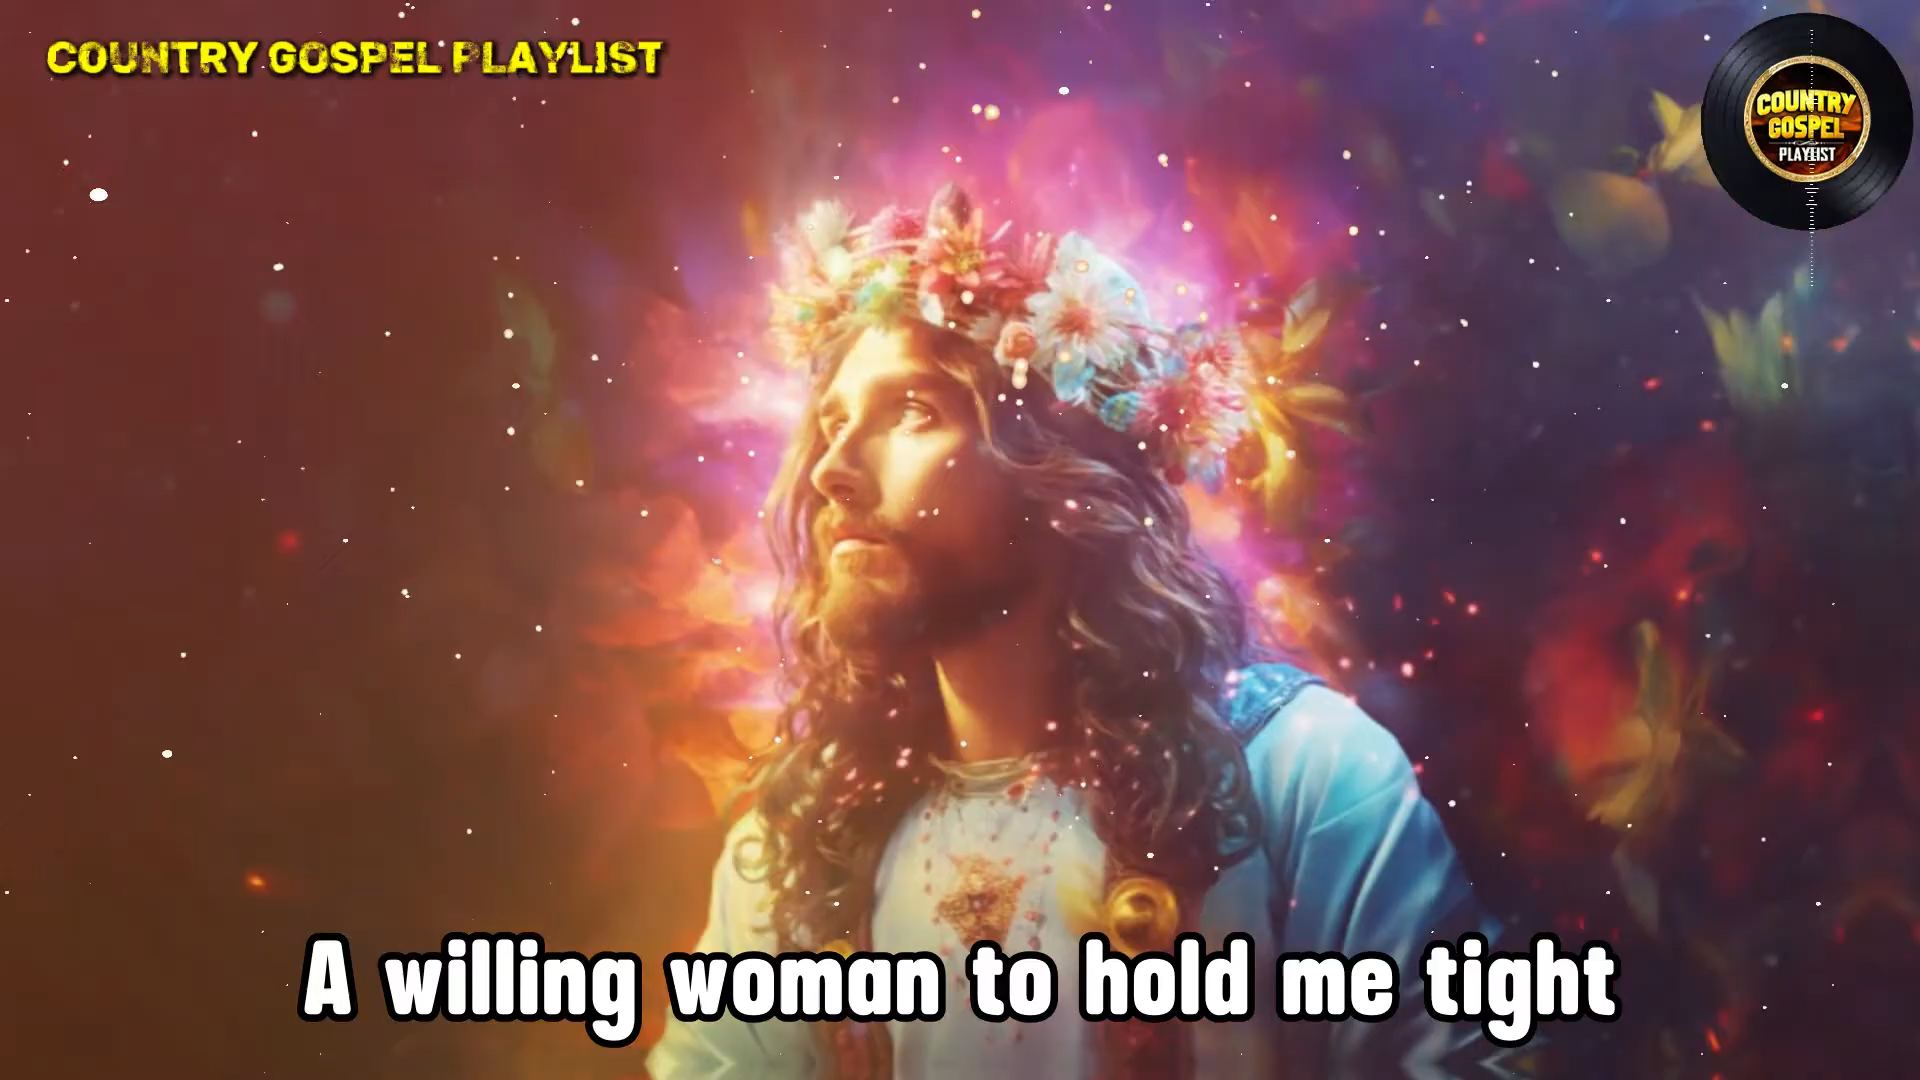 COUNTRY GOSPEL PLAYLIST
COUNTRY
GOSPEL
PLAYLIST
A willing woman to hold me tight